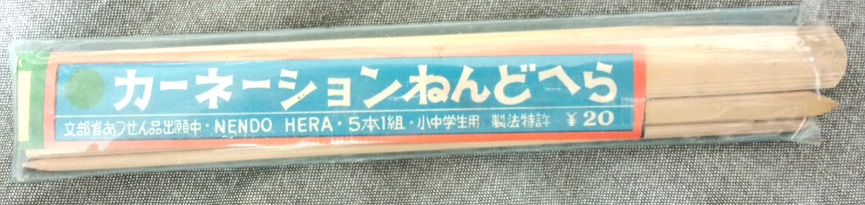 カーネーションねんどへら
文部省あつせん品出願中・NENDO HERA・5本1組・小中学生用 製法特許 ¥20